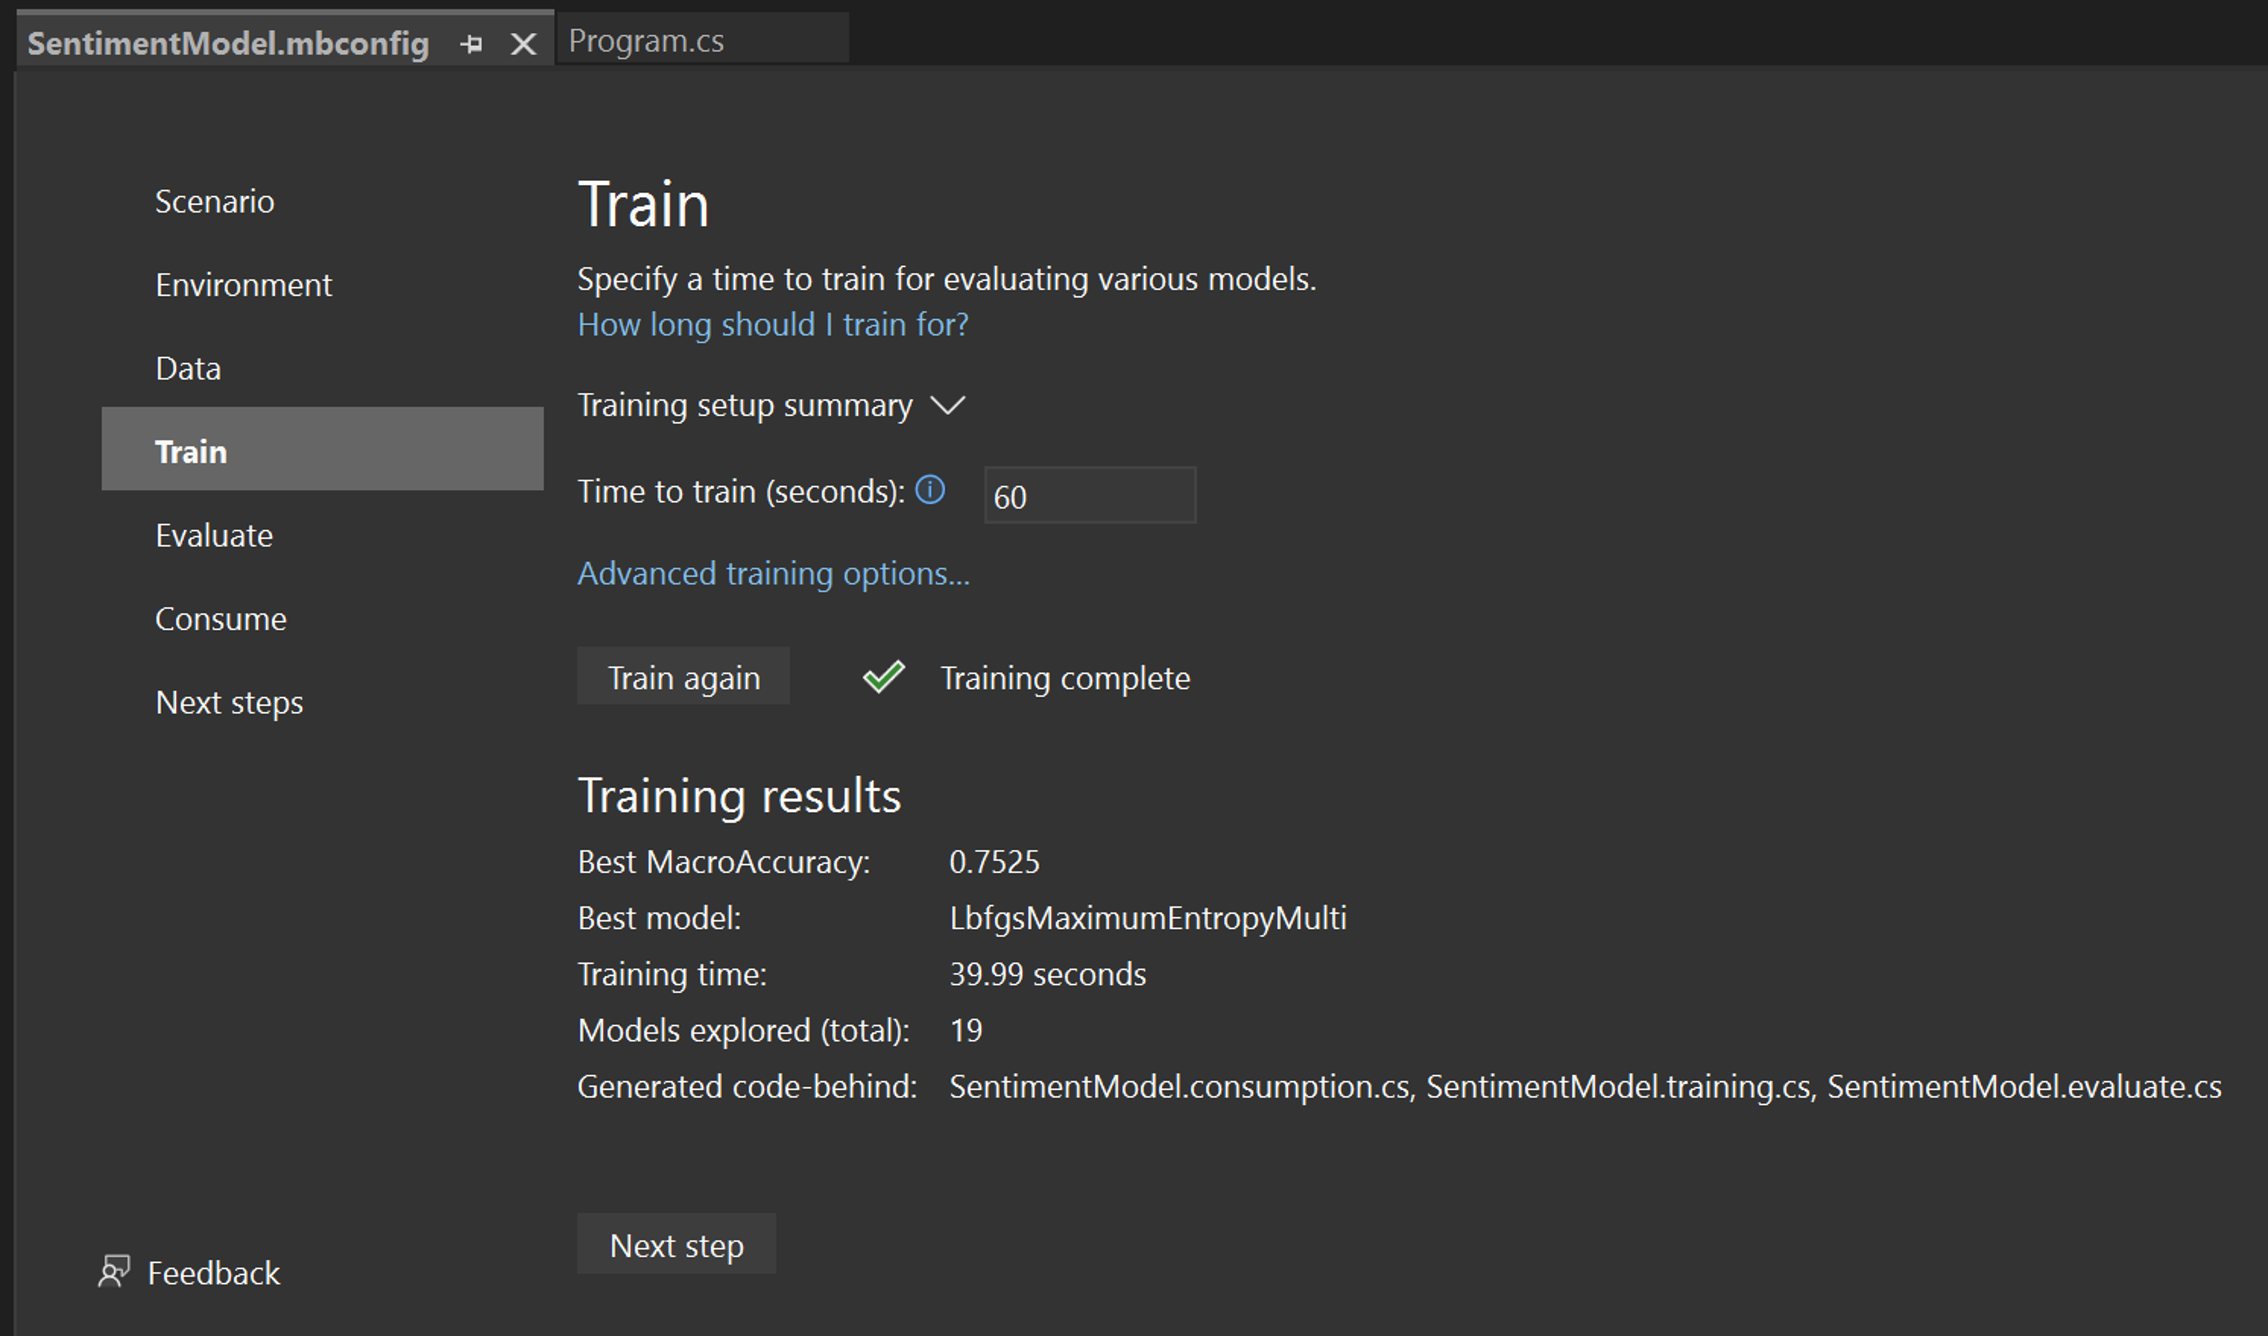 SentimentModel.mbconfig
Program.cs
Scenario
Environment
Data
Train
Evaluate
Consume
Next steps
Feedback
Train
Specify a time to train for evaluating various models.
How long should I train for?
Training setup summary
Time to train (seconds): 60
Advanced training options...
Train again Training complete
Training results
Best MacroAccuracy: 0.7525
Best model: LbfgsMaximumEntropyMulti
Training time: 39.99 seconds
Models explored (total): 19
Generated code-behind: SentimentModel.consumption.cs, SentimentModel.training.cs, SentimentModel.evaluate.cs
Next step